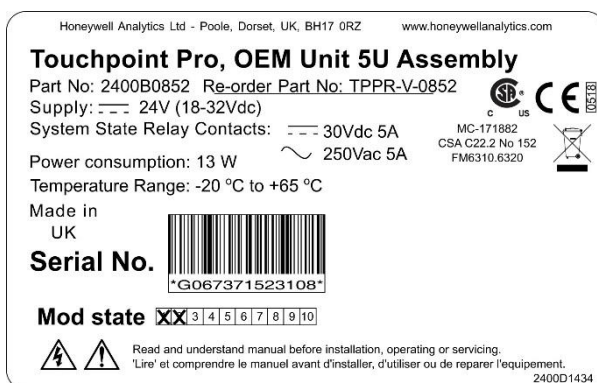 Honeywell Analytics Ltd - Poole, Dorset, UK, BH17 0RZ www.honeywellanalytics.com
Touchpoint Pro, OEM Unit 5U Assembly
Part No: 2400B0852 Re-order Part No: TPPR-V-0852
Supply: 24V (18-32Vdc)
System State Relay Contacts: 30Vdc 5A
250Vac 5A
Power consumption: 13 W
Temperature Range: -20 °C to +65 °C
C SA ® US
CE 0518
MC-171882
CSA C22.2 No 152
FM6310.6320
Made in
UK
Serial No.
*G067371523108*
Mod state X X 3 4 5 6 7 8 9 10
Read and understand manual before installation, operating or servicing.
'Lire' et comprendre le manuel avant d'installer, d'utiliser ou de reparer l'equipement.
2400D1434